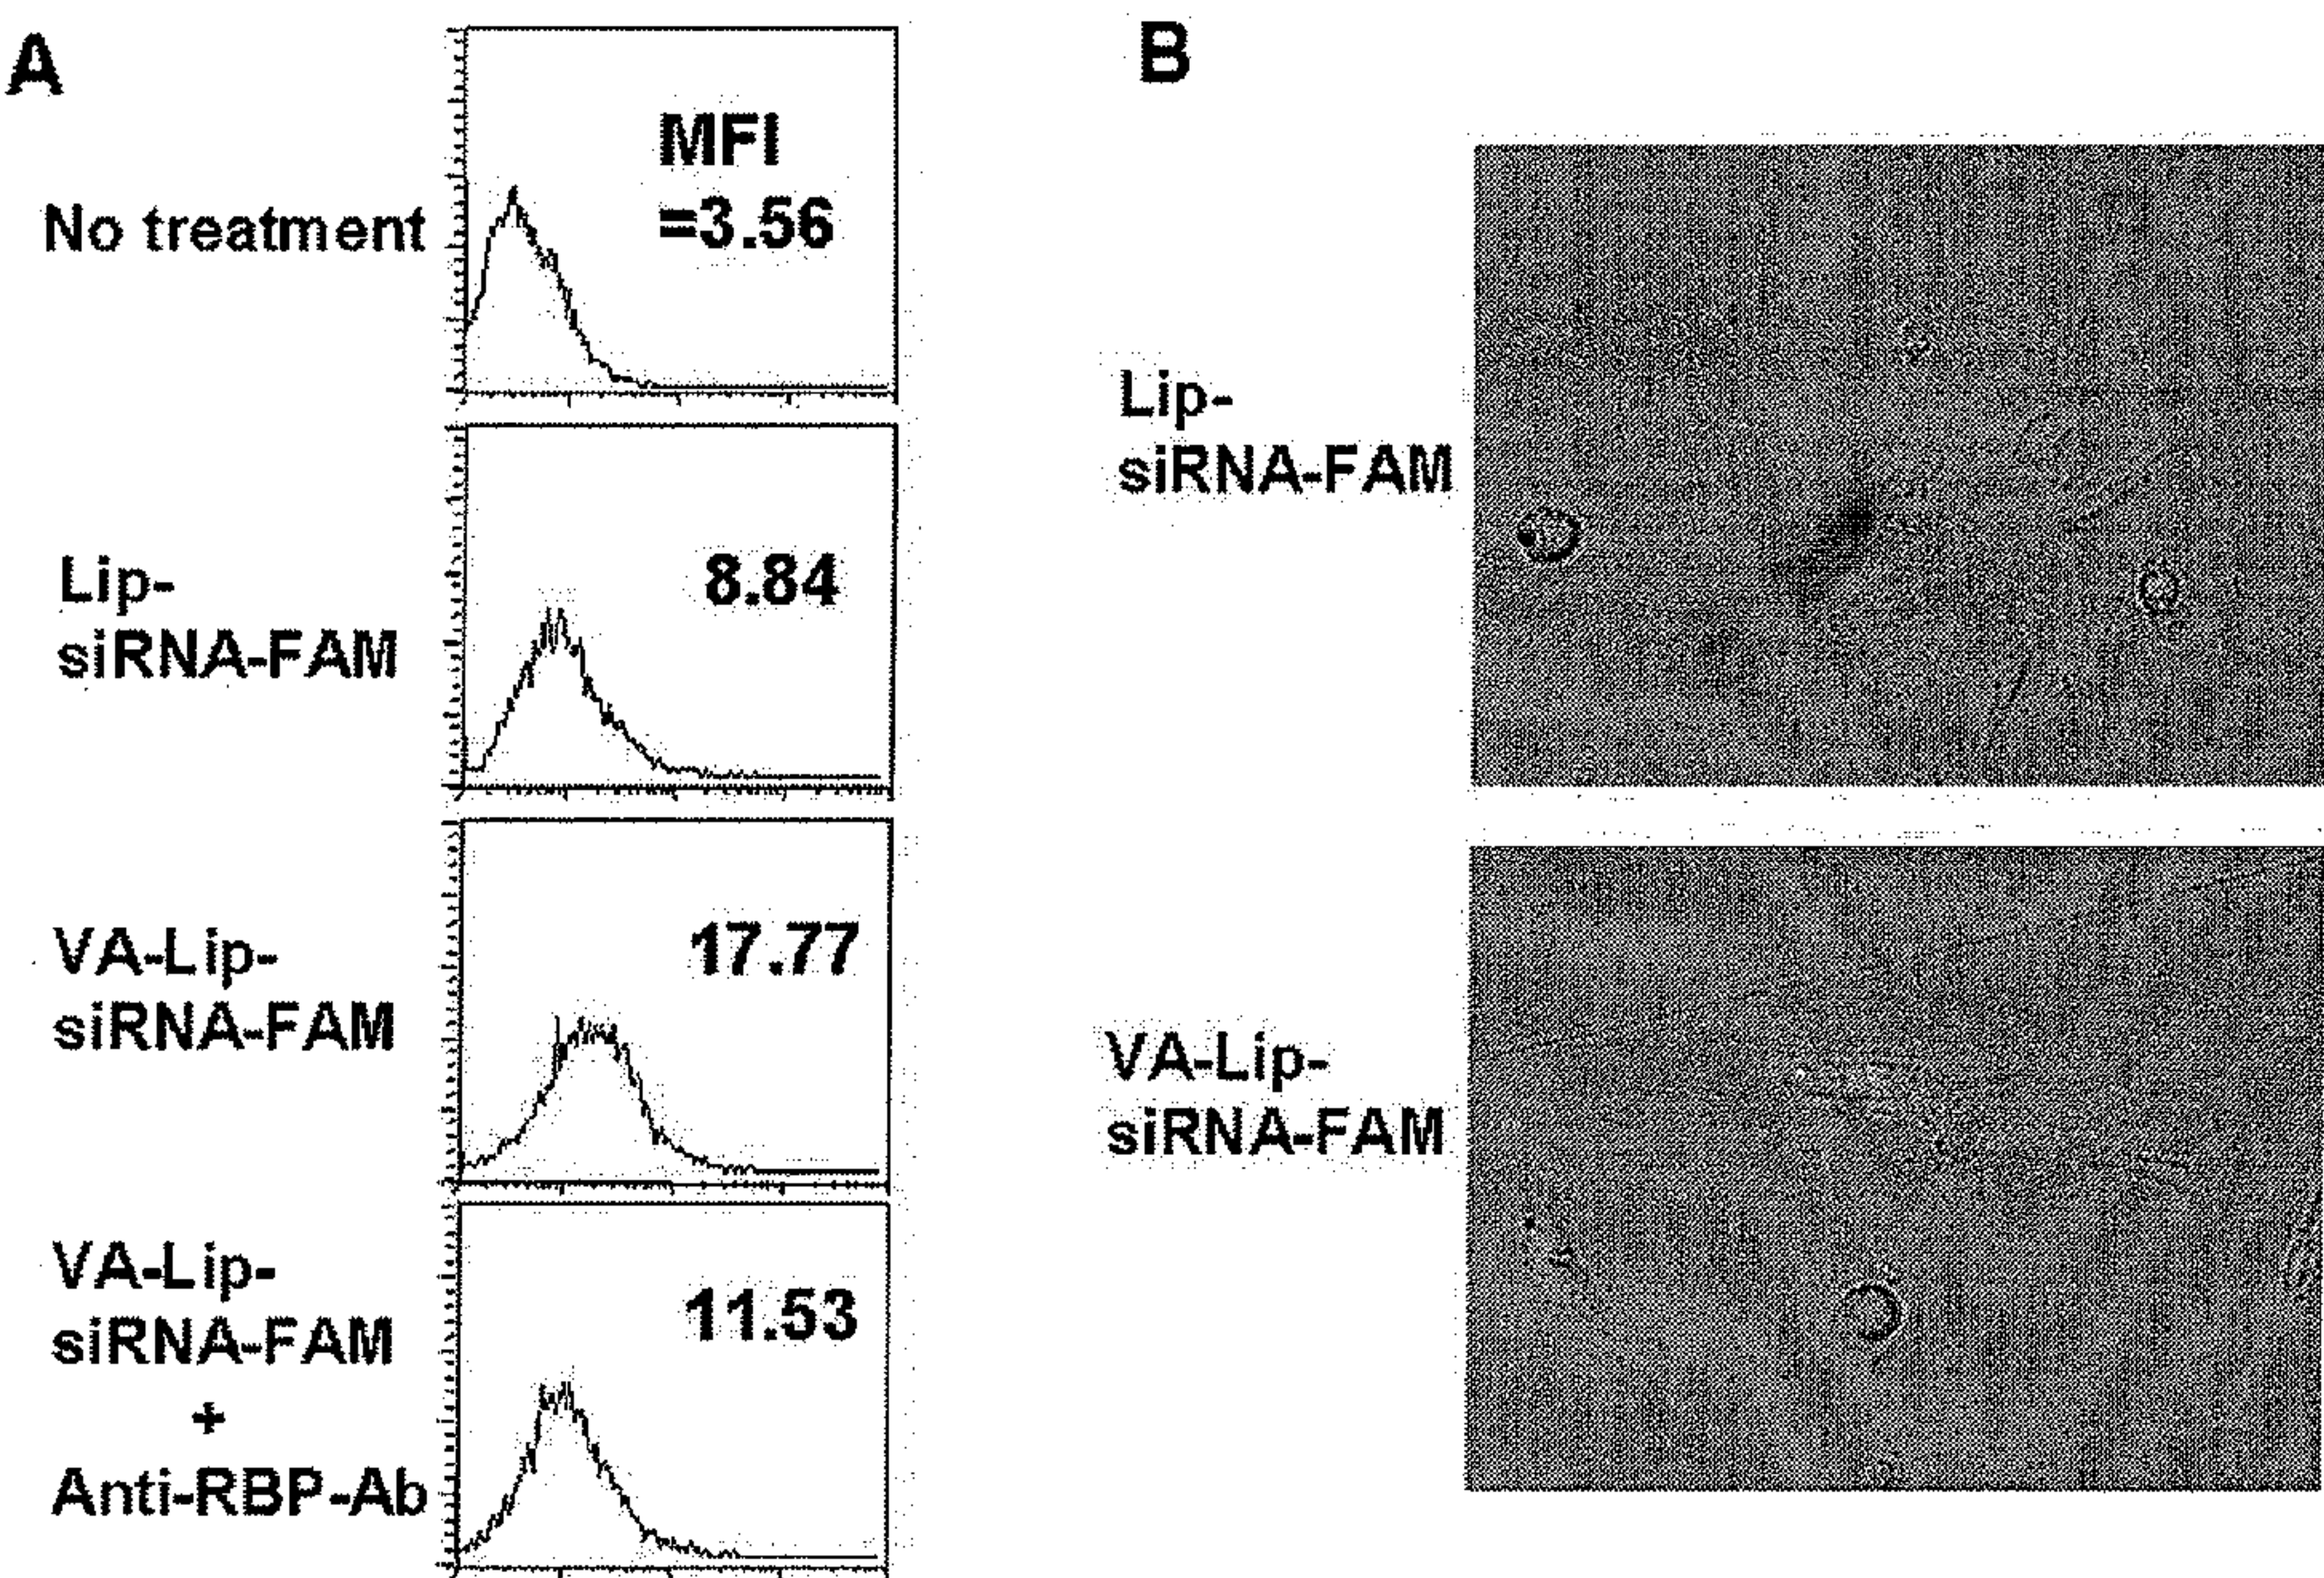 A
No treatment
MFI
=3.56
Lip-
siRNA-FAM
8.84
VA-Lip-
siRNA-FAM
17.77
VA-Lip-
siRNA-FAM
+
Anti-RBP-Ab
11.53
B
Lip-
siRNA-FAM
VA-Lip-
siRNA-FAM